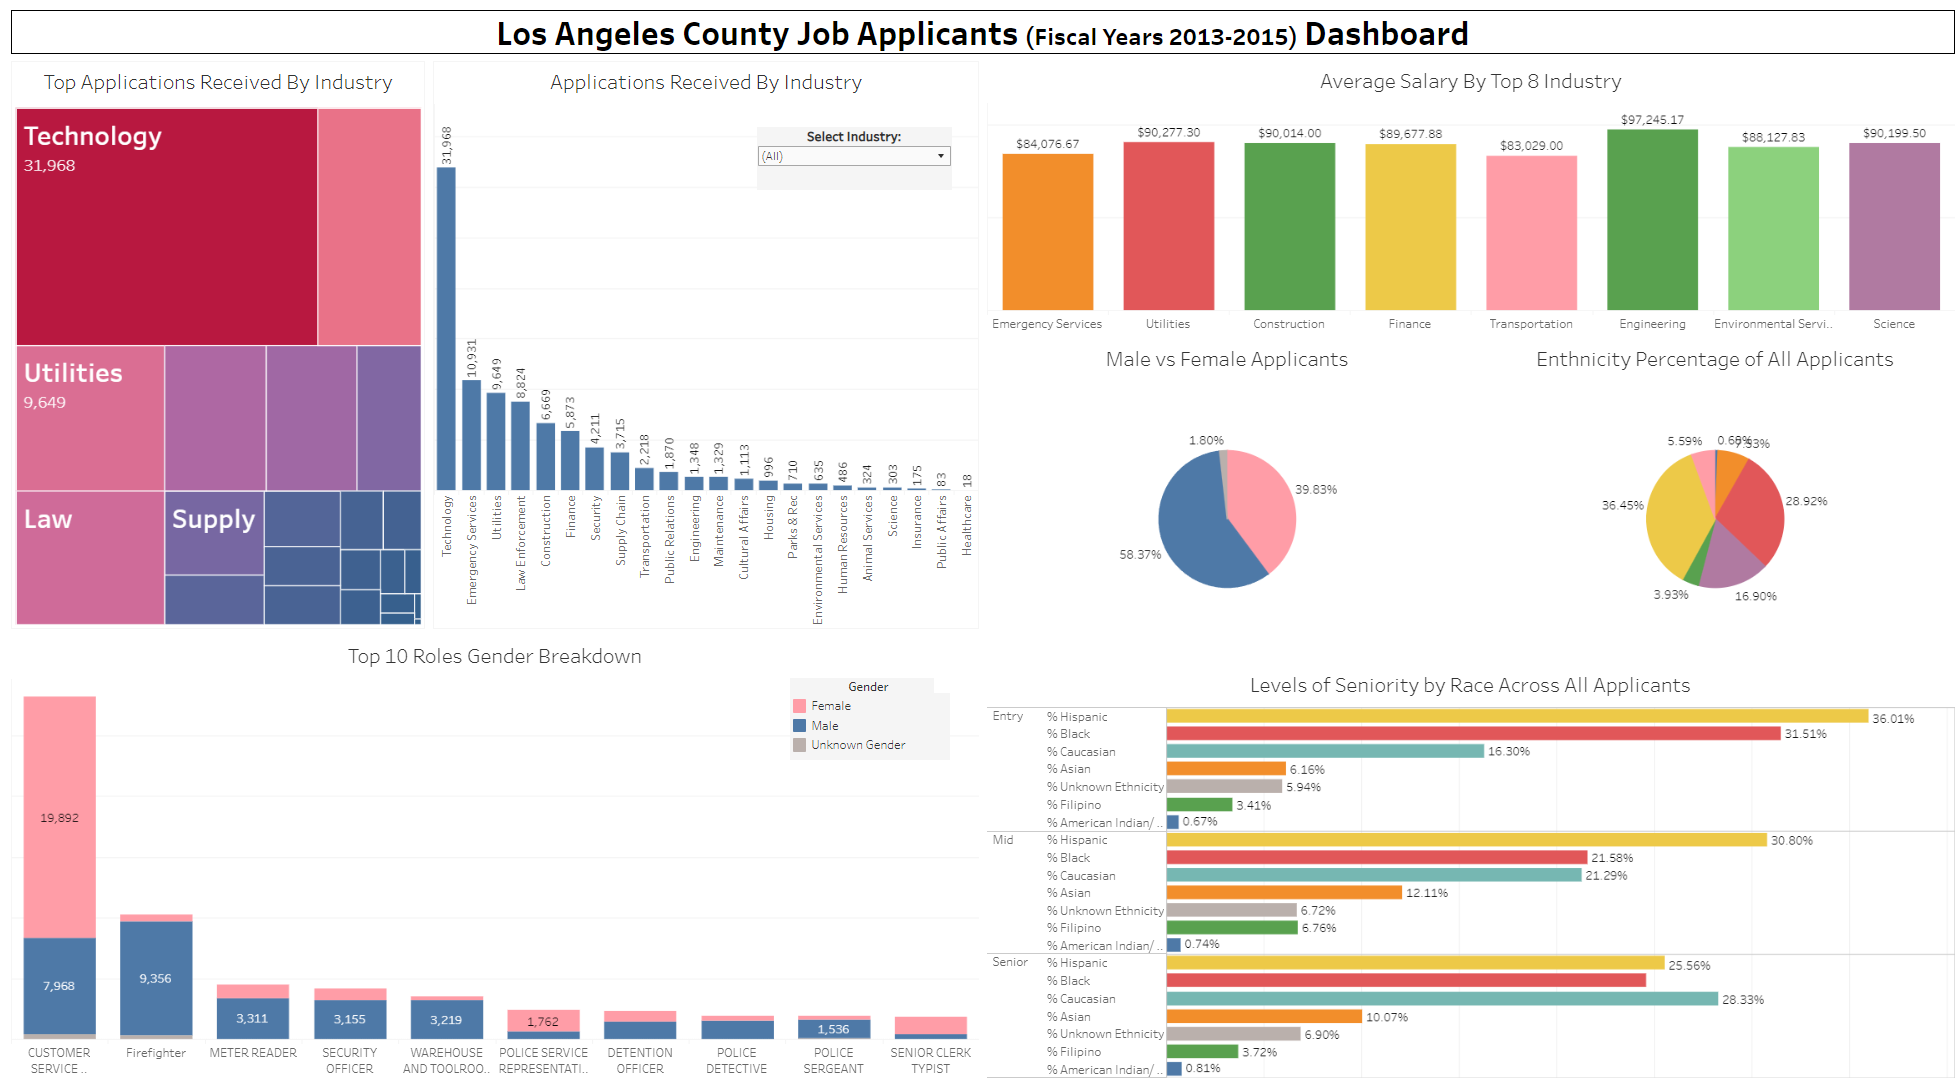 Los Angeles County Job Applicants (Fiscal Years 2013-2015) Dashboard
Top Applications Received By Industry
Technology
31,968
Utilities
9,649
Law
Supply
Applications Received By Industry
Select Industry:
(All)
31,968
10,931
9,649
8,824
6,669
5,873
4,211
3,715
2,218
1,870
1,348
1,329
1,113
996
710
635
486
324
303
175
83
18
Technology
Emergency Services
Utilities
Law Enforcement
Construction
Finance
Security
Supply Chain
Transportation
Public Relations
Engineering
Maintenance
Cultural Affairs
Housing
Parks & Rec
Environmental Services
Human Resources
Animal Services
Science
Insurance
Public Affairs
Healthcare
Average Salary By Top 8 Industry
$84,076.67
$90,277.30
$90,014.00
$89,677.88
$83,029.00
$97,245.17
$88,127.83
$90,199.50
Emergency Services
Utilities
Construction
Finance
Transportation
Engineering
Environmental Servi..
Science
Male vs Female Applicants
1.80%
39.83%
58.37%
Enthnicity Percentage of All Applicants
5.59%
28.92%
36.45%
3.93%
16.90%
Top 10 Roles Gender Breakdown
Gender
Female
Male
Unknown Gender
19,892
7,968
9,356
3,311
3,155
3,219
1,762
1,536
CUSTOMER
SERVICE ..
Firefighter
METER READER
SECURITY
OFFICER
WAREHOUSE
AND TOOLROO..
POLICE SERVICE
REPRESENTATI..
DETENTION
OFFICER
POLICE
DETECTIVE
POLICE
SERGEANT
SENIOR CLERK
TYPIST
Levels of Seniority by Race Across All Applicants
Entry
% Hispanic 36.01%
% Black 31.51%
% Caucasian 16.30%
% Asian 6.16%
% Unknown Ethnicity 5.94%
% Filipino 3.41%
% American Indian/ .. 0.67%
Mid
% Hispanic 30.80%
% Black 21.58%
% Caucasian 21.29%
% Asian 12.11%
% Unknown Ethnicity 6.72%
% Filipino 6.76%
% American Indian/ .. 0.74%
Senior
% Hispanic 25.56%
% Black
% Caucasian 28.33%
% Asian 10.07%
% Unknown Ethnicity 6.90%
% Filipino 3.72%
% American Indian/ .. 0.81%